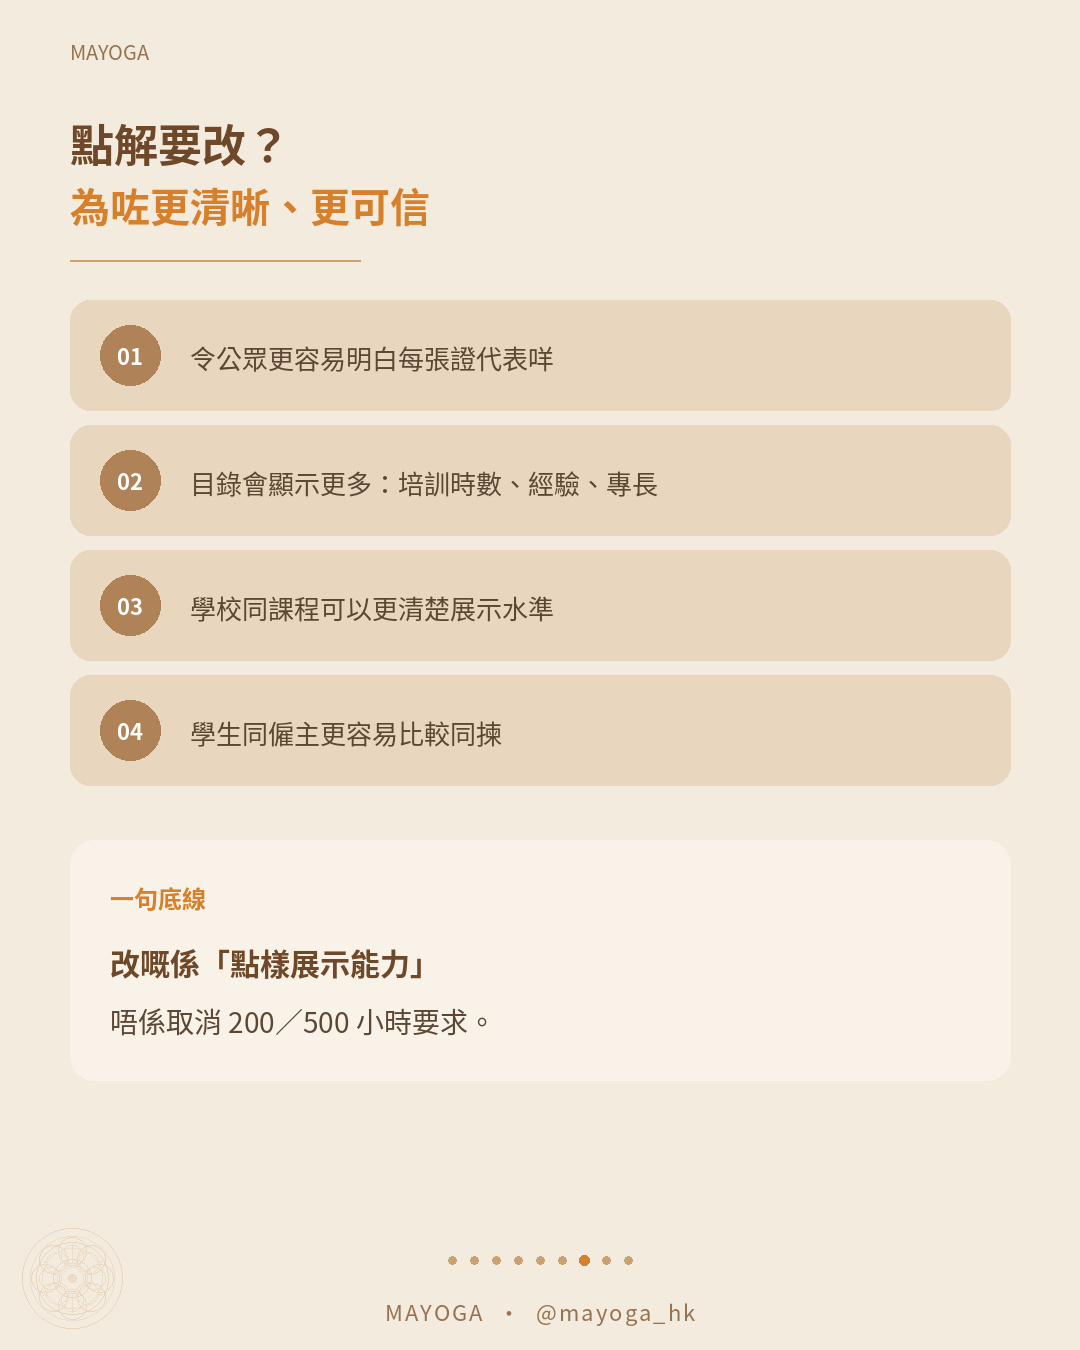 MAYOGA
點解要改？
為咗更清晰、更可信
01 令公眾更容易明白每張證代表咩
02 目錄會顯示更多：培訓時數、經驗、專長
03 學校同課程可以更清楚展示水準
04 學生同僱主更容易比較同揀
一句底線
改嘅係「點樣展示能力」
唔係取消 200／500 小時要求。
MAYOGA • @mayoga_hk